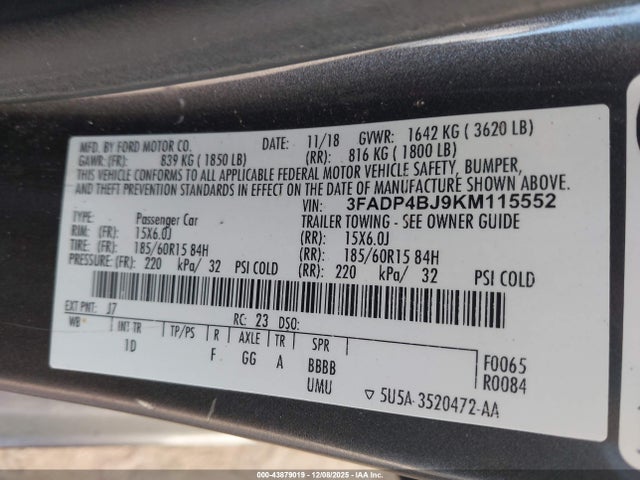 MFD. BY FORD MOTOR CO. DATE: 11/18 GVWR: 1642 KG ( 3620 LB)
GAWR: (FR): 839 KG ( 1850 LB) (RR): 816 KG ( 1800 LB)
THIS VEHICLE CONFORMS TO ALL APPLICABLE FEDERAL MOTOR VEHICLE SAFETY, BUMPER,
AND THEFT PREVENTION STANDARDS IN EFFECT ON THE DATE OF MANUFACTURE SHOWN ABOVE.
VIN: 3FADP4BJ9KM115552
TYPE: Passenger Car TRAILER TOWING - SEE OWNER GUIDE
RIM: (FR): 15X6.0J (RR): 15X6.0J
TIRE: (FR): 185/60R15 84H (RR): 185/60R15 84H
PRESSURE: (FR): 220 kPa/ 32 PSI COLD (RR): 220 kPa/ 32 PSI COLD
EXT PNT: J7 RC: 23 DSO:
WB INT TR TP/PS R AXLE TR SPR
1D F GG A BBBB F0065
UMU R0084
▽ 5U5A-3520472-AA
000-43879019 - 12/08/2025 - IAA